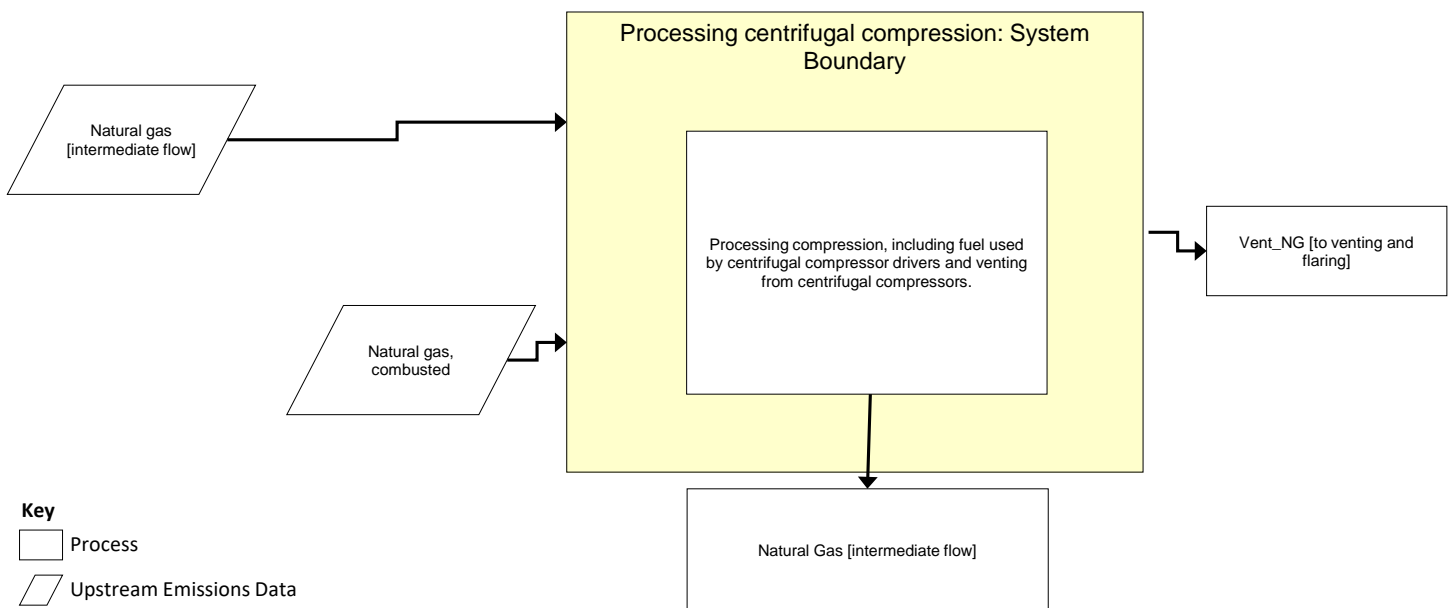 Processing centrifugal compression: System
Boundary
Natural gas
[intermediate flow]
Processing compression, including fuel used
by centrifugal compressor drivers and venting
from centrifugal compressors.
Vent_NG [to venting and
flaring]
Natural gas,
combusted
Natural Gas [intermediate flow]
Key
Process
Upstream Emissions Data